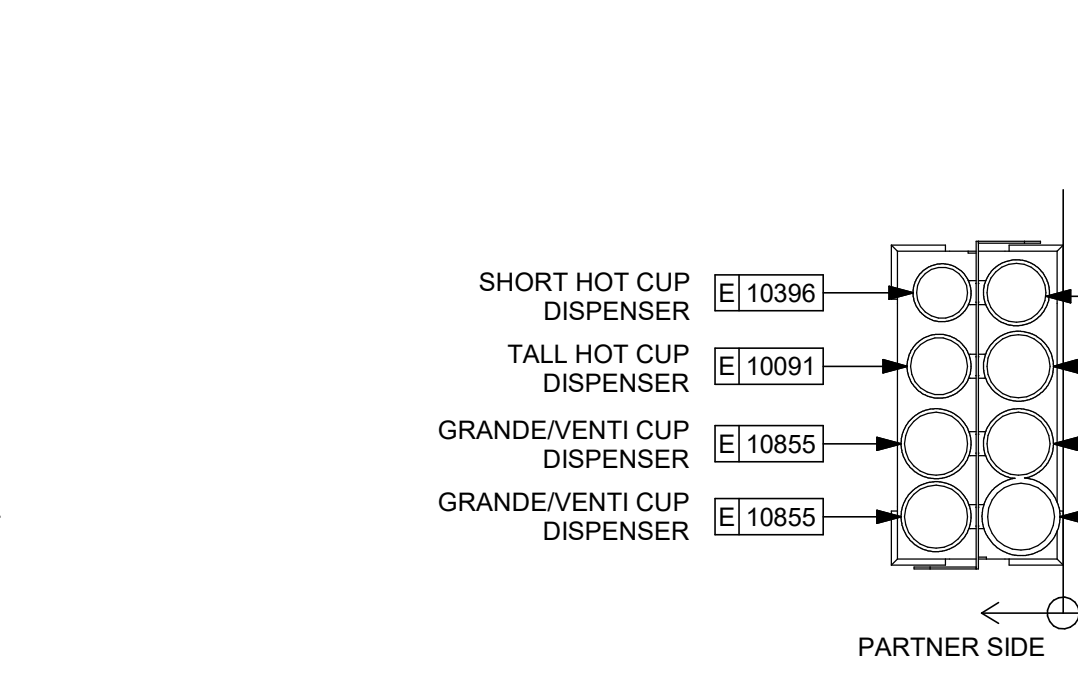 SHORT HOT CUP
DISPENSER
E 10396
TALL HOT CUP
DISPENSER
E 10091
GRANDE/VENTI CUP
DISPENSER
E 10855
GRANDE/VENTI CUP
DISPENSER
E 10855
PARTNER SIDE